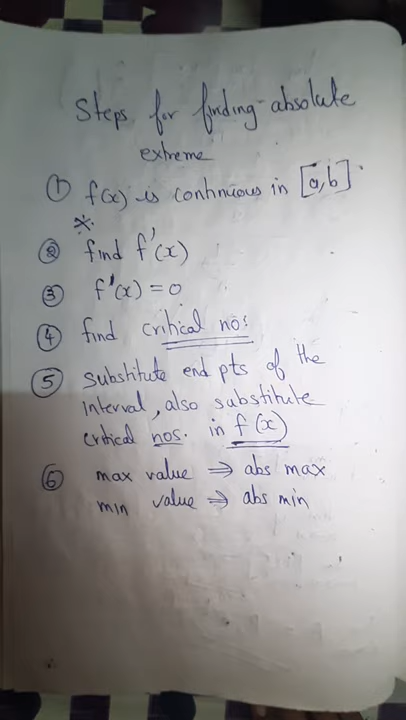 Steps for finding absolute
extreme
① f(x) is continuous in [a,b].
*.
② find f'(x)
③ f'(x) = 0
④ find critical nos.
⑤ Substitute end pts of the
interval, also substitute
critical nos. in f(x)
⑥ max value ⇒ abs max
min value ⇒ abs min